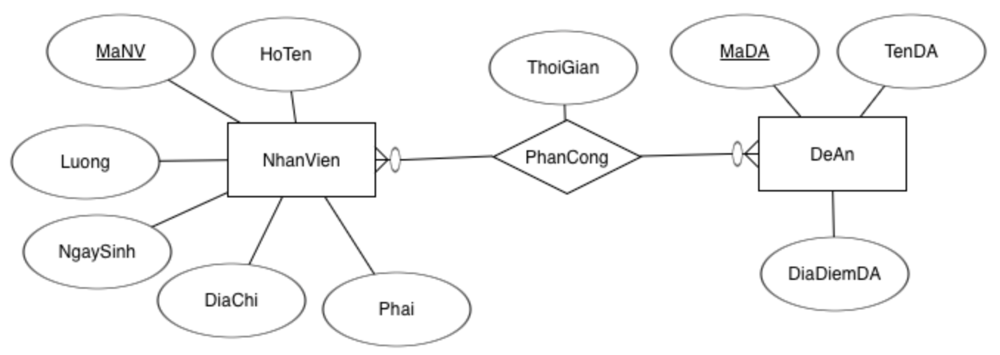 MaNV
HoTen
ThoiGian
MaDA
TenDA
Luong
NhanVien
PhanCong
DeAn
NgaySinh
DiaChi
Phai
DiaDiemDA